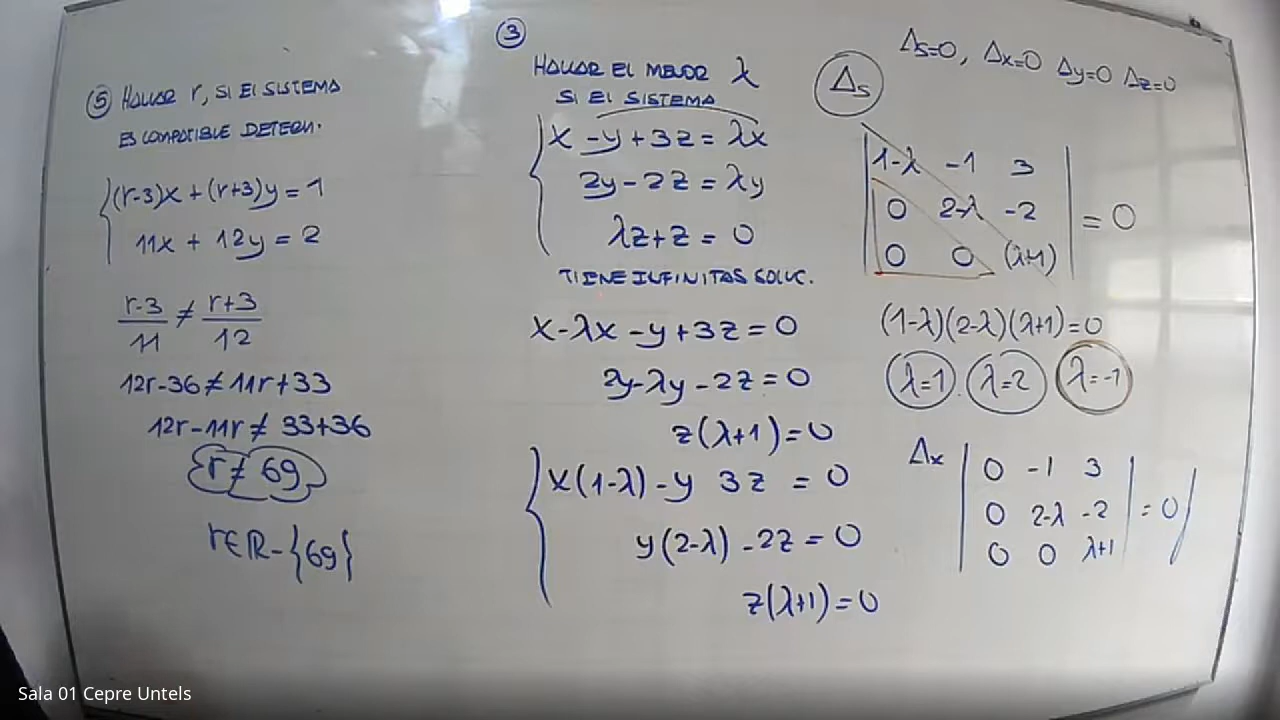 ⑤ HALLAR r, SI EL SISTEMA
ES COMPATIBLE DETERM.
(r-3)x + (r+3)y = 1
11x + 12y = 2
r-3/11 ≠ r+3/12
12r-36 ≠ 11r+33
12r-11r ≠ 33+36
r ≠ 69
r∈ℝ-{69}
③
HALLAR EL MENOR λ
SI EL SISTEMA
x - y + 3z = λx
2y - 2z = λy
λz + z = 0
TIENE INFINITAS SOLUC.
x - λx - y + 3z = 0
2y - λy - 2z = 0
z(λ+1) = 0
x(1-λ) - y 3z = 0
y(2-λ) - 2z = 0
z(λ+1) = 0
Δs=0, Δx=0 Δy=0 Δz=0
Δs
|1-λ -1 3|
|0 2-λ -2| = 0
|0 0 (λ+1)|
(1-λ)(2-λ)(λ+1)=0
λ=1. λ=2 λ=-1
Δx |0 -1 3|
|0 2-λ -2| = 0
|0 0 λ+1|
Sala 01 Cepre Untels